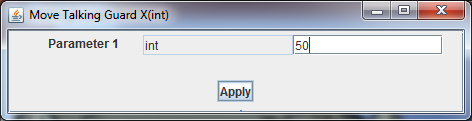 Move Talking Guard X(int)
Parameter 1 int 50
Apply